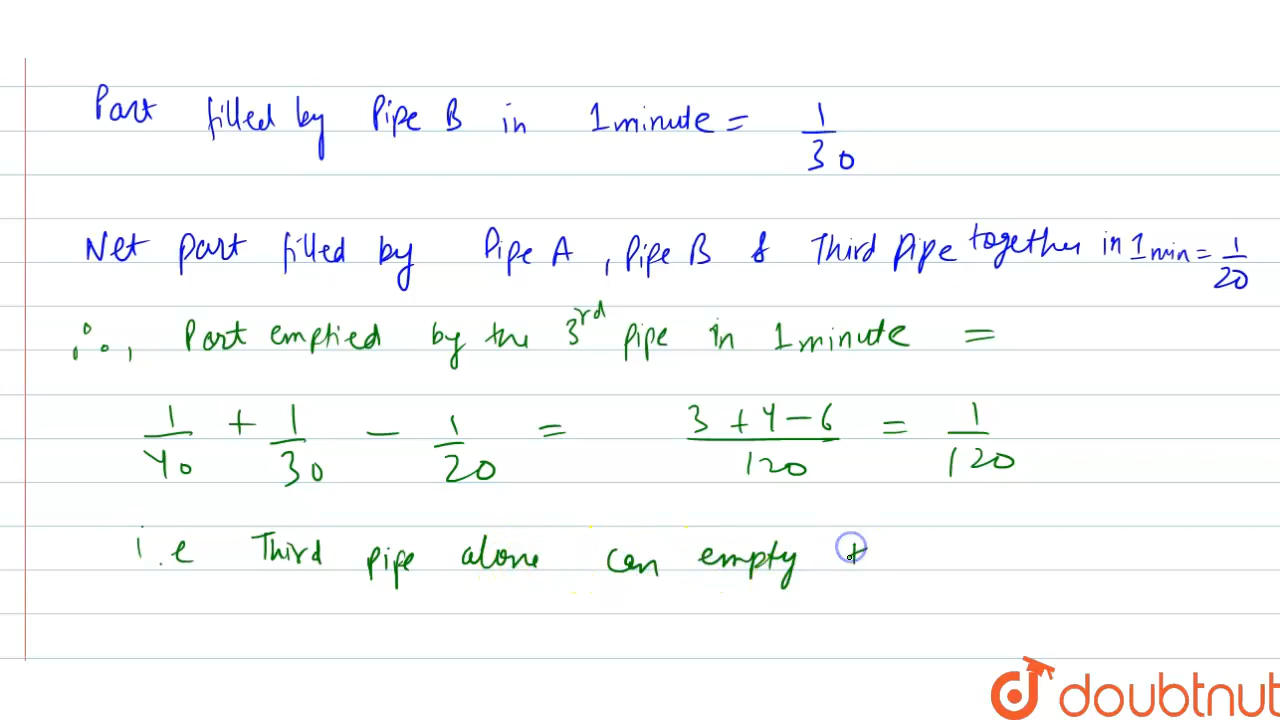 Part filled by Pipe B in 1 minute = 1/30
Net part filled by Pipe A, Pipe B & Third pipe together in 1 min = 1/20
∴, Part emptied by the 3rd pipe in 1 minute =
1/40 + 1/30 - 1/20 = 3+4-6/120 = 1/120
i.e Third pipe alone can empty t
doubtnut